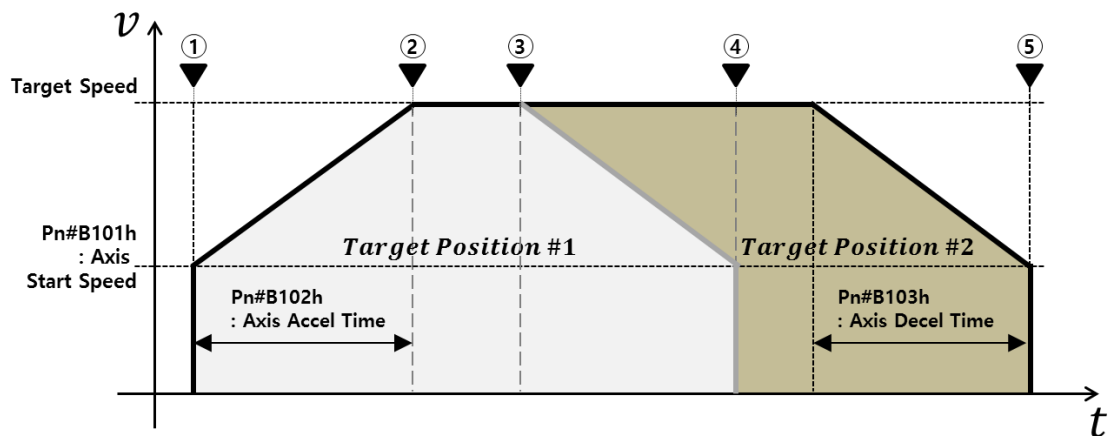 v
① ② ③ ④ ⑤
Target Speed
Pn#B101h
: Axis
Start Speed
Target Position #1
Target Position #2
Pn#B102h
: Axis Accel Time
Pn#B103h
: Axis Decel Time
t